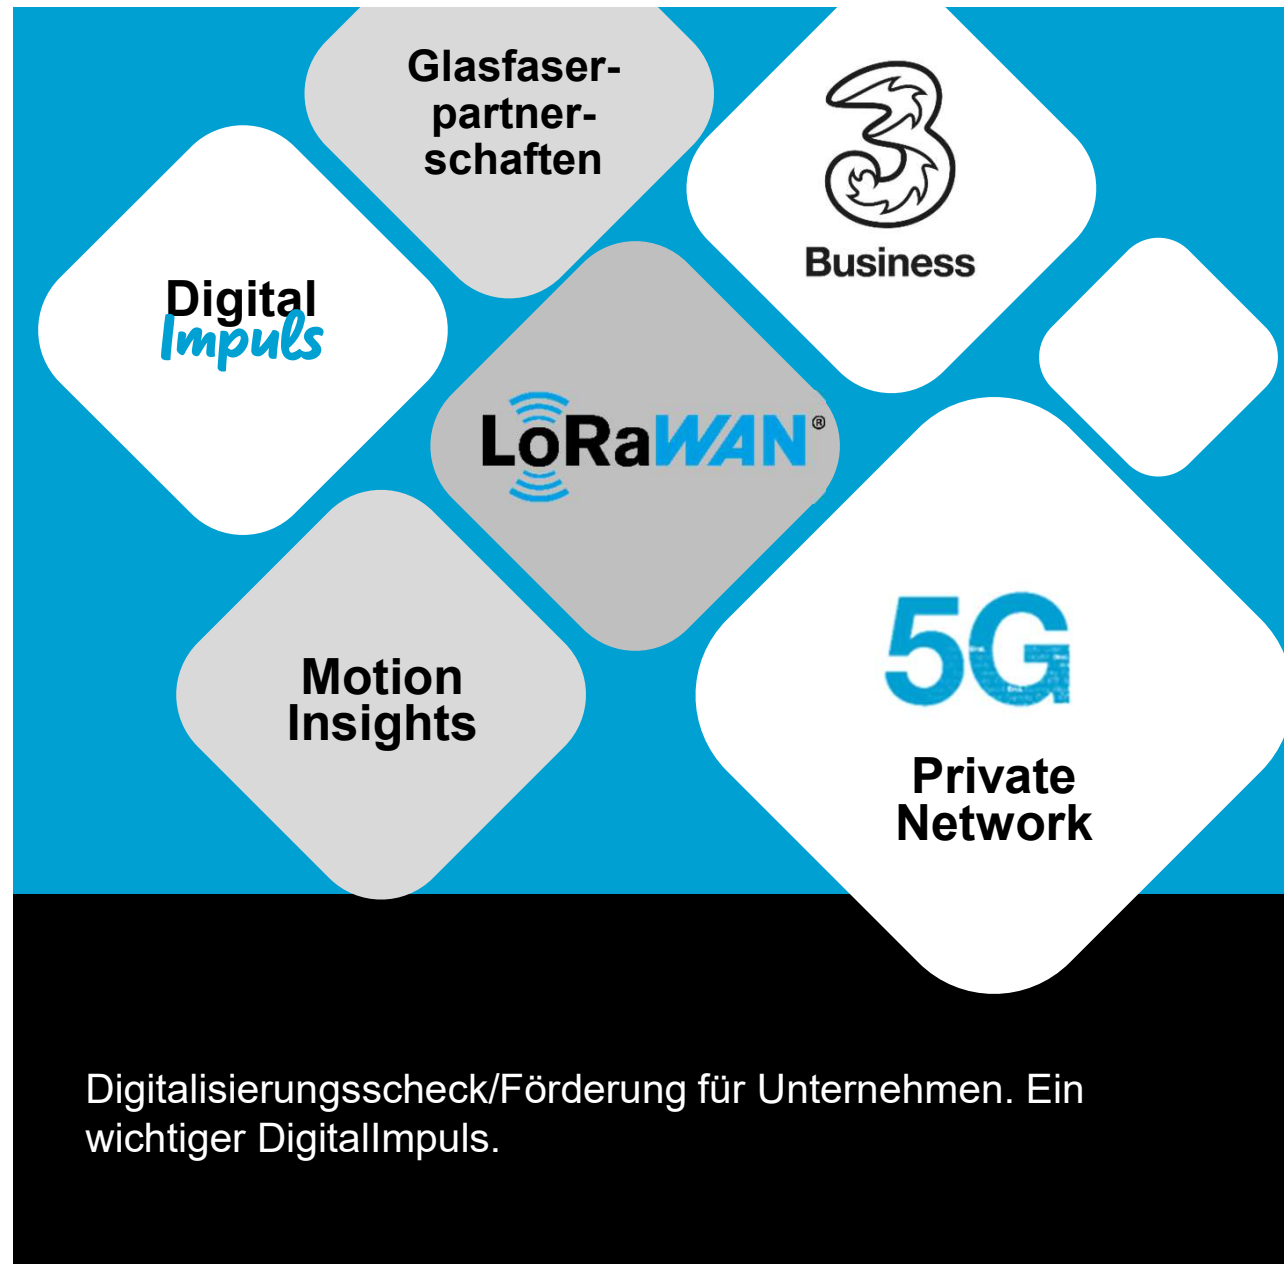 Glasfaser-
partner-
schaften
3
Business
Digital
Impuls
LoRaWAN®
Motion
Insights
5G
Private
Network
Digitalisierungsscheck/Förderung für Unternehmen. Ein
wichtiger DigitalImpuls.